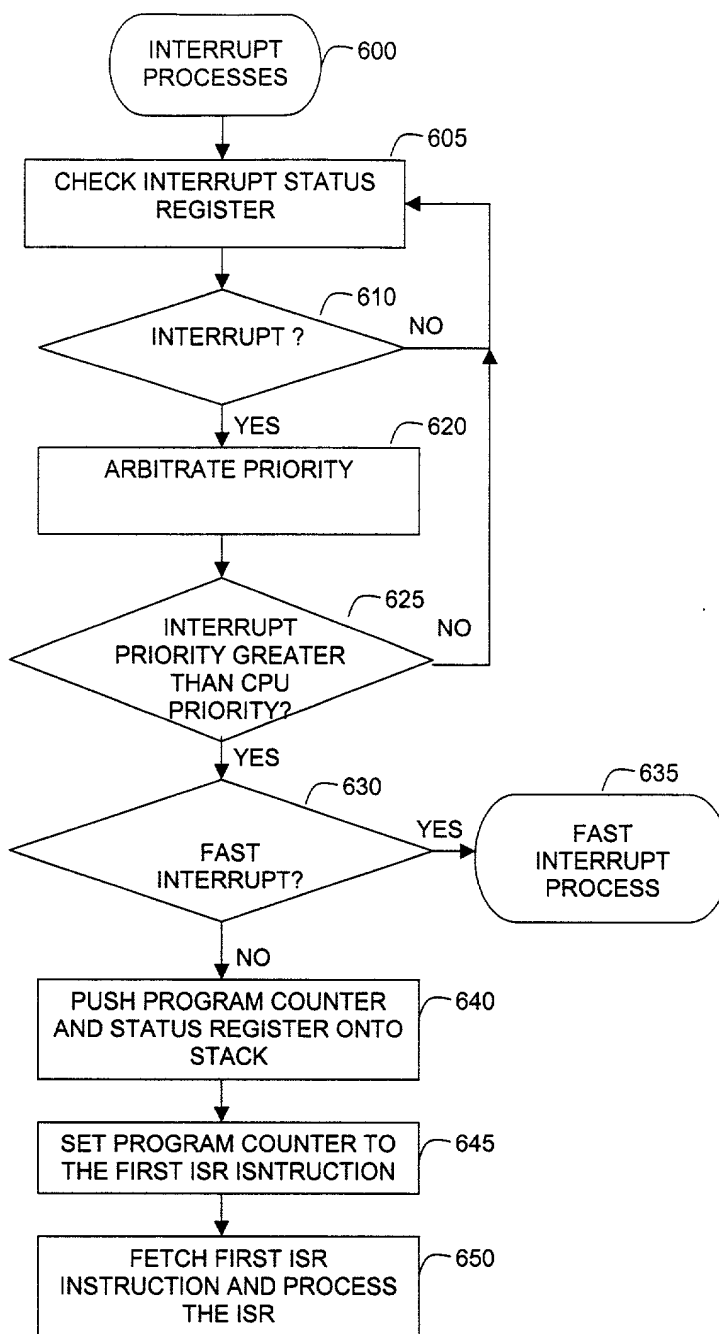 INTERRUPT
PROCESSES
600
605
CHECK INTERRUPT STATUS
REGISTER
610
INTERRUPT ?
NO
YES
620
ARBITRATE PRIORITY
625
INTERRUPT
PRIORITY GREATER
THAN CPU
PRIORITY?
NO
YES
630
635
FAST
INTERRUPT?
YES
FAST
INTERRUPT
PROCESS
NO
PUSH PROGRAM COUNTER
AND STATUS REGISTER ONTO
STACK
640
SET PROGRAM COUNTER TO
THE FIRST ISR ISNTRUCTION
645
FETCH FIRST ISR
INSTRUCTION AND PROCESS
THE ISR
650